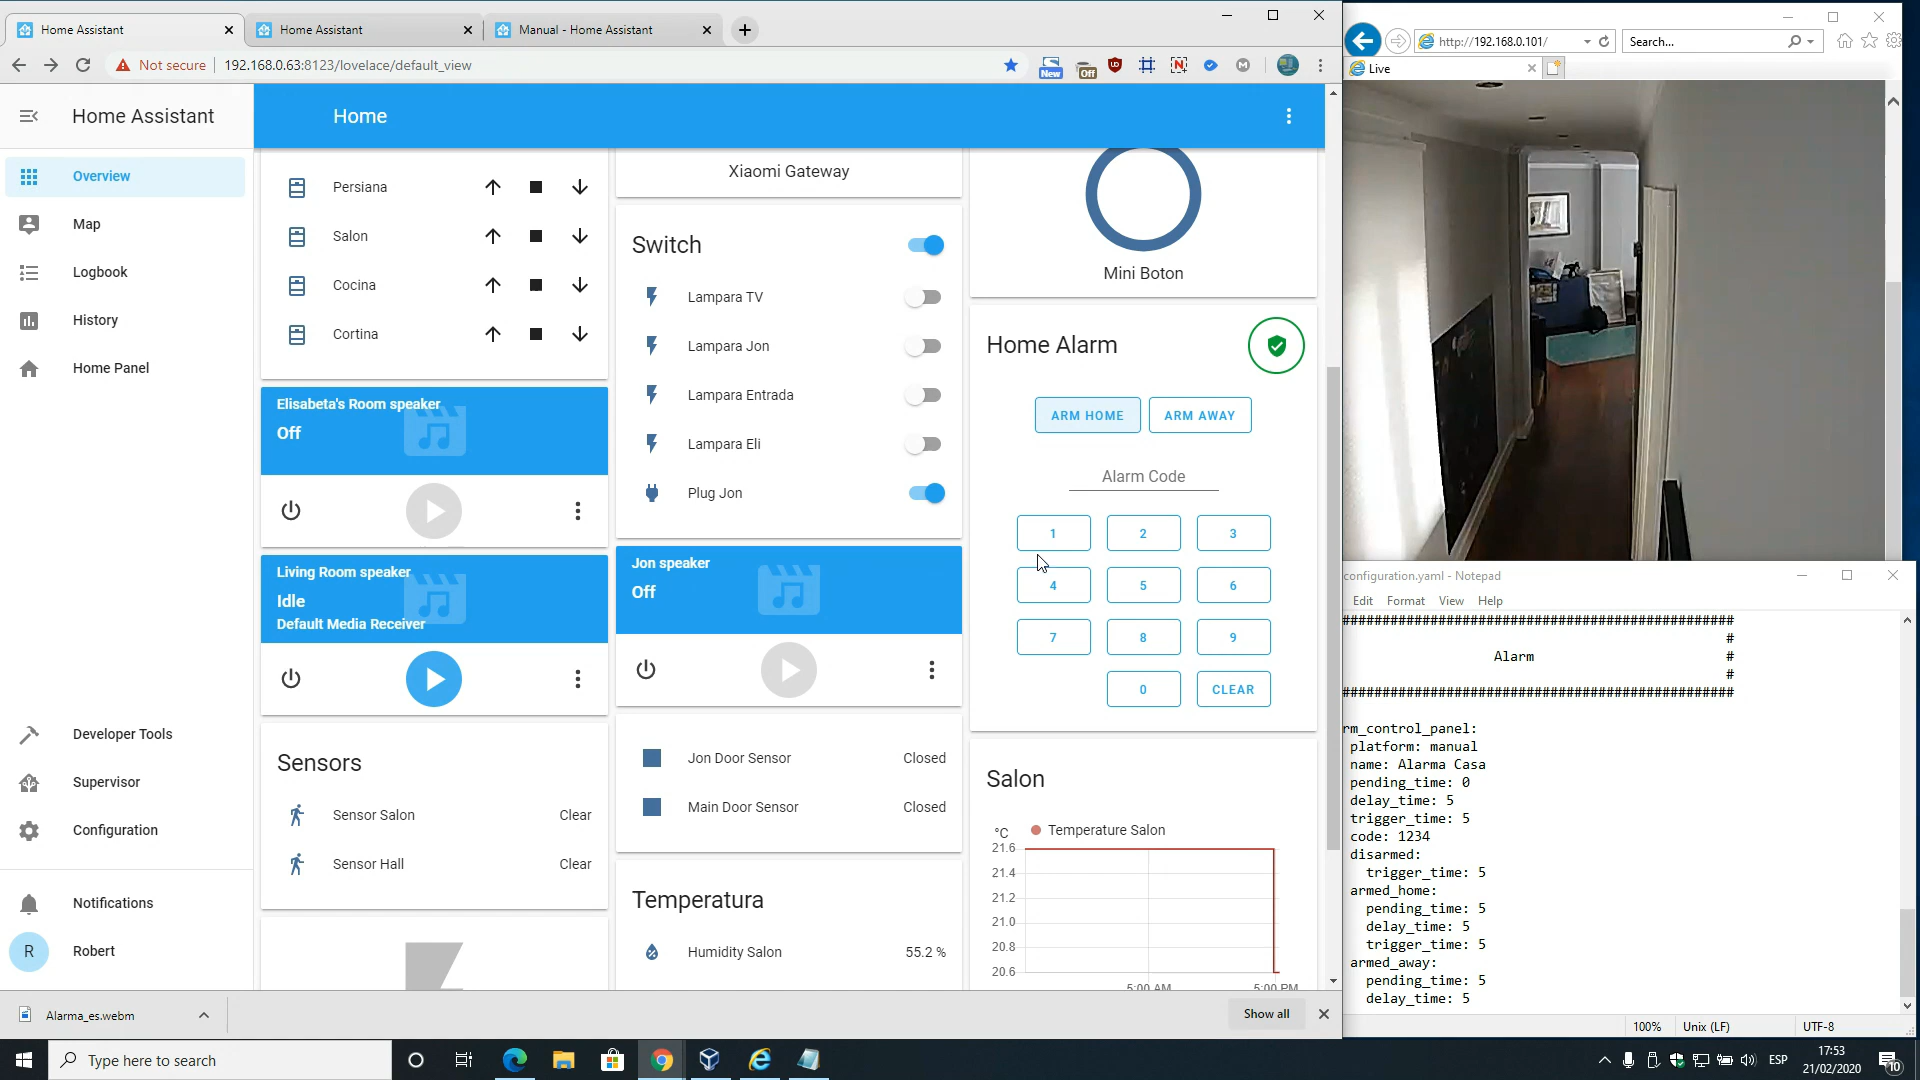 Home Assistant
Home Assistant
Manual - Home Assistant
Not secure
192.168.0.63:8123/lovelace/default_view
New
Off
Home Assistant
Home
Overview
Map
Logbook
History
Home Panel
Developer Tools
Supervisor
Configuration
Notifications
R
Robert
Persiana
Salon
Cocina
Cortina
Elisabeta's Room speaker
Off
Living Room speaker
Idle
Default Media Receiver
Sensors
Sensor Salon Clear
Sensor Hall Clear
Xiaomi Gateway
Switch
Lampara TV
Lampara Jon
Lampara Entrada
Lampara Eli
Plug Jon
Jon speaker
Off
Jon Door Sensor Closed
Main Door Sensor Closed
Temperatura
Humidity Salon 55.2 %
Mini Boton
Home Alarm
ARM HOME ARM AWAY
Alarm Code
1 2 3
4 5 6
7 8 9
0 CLEAR
Salon
°C Temperature Salon
21.6
21.4
21.2
21.0
20.8
20.6
5:00 AM 5:00 PM
Alarma_es.webm
Show all
http://192.168.0.101/
Search...
Live
configuration.yaml - Notepad
Edit Format View Help
#################################################
#
Alarm #
#
#################################################
rm_control_panel:
platform: manual
name: Alarma Casa
pending_time: 0
delay_time: 5
trigger_time: 5
code: 1234
disarmed:
trigger_time: 5
armed_home:
pending_time: 5
delay_time: 5
trigger_time: 5
armed_away:
pending_time: 5
delay_time: 5
100% Unix (LF) UTF-8
Type here to search
ESP
17:53
21/02/2020
10